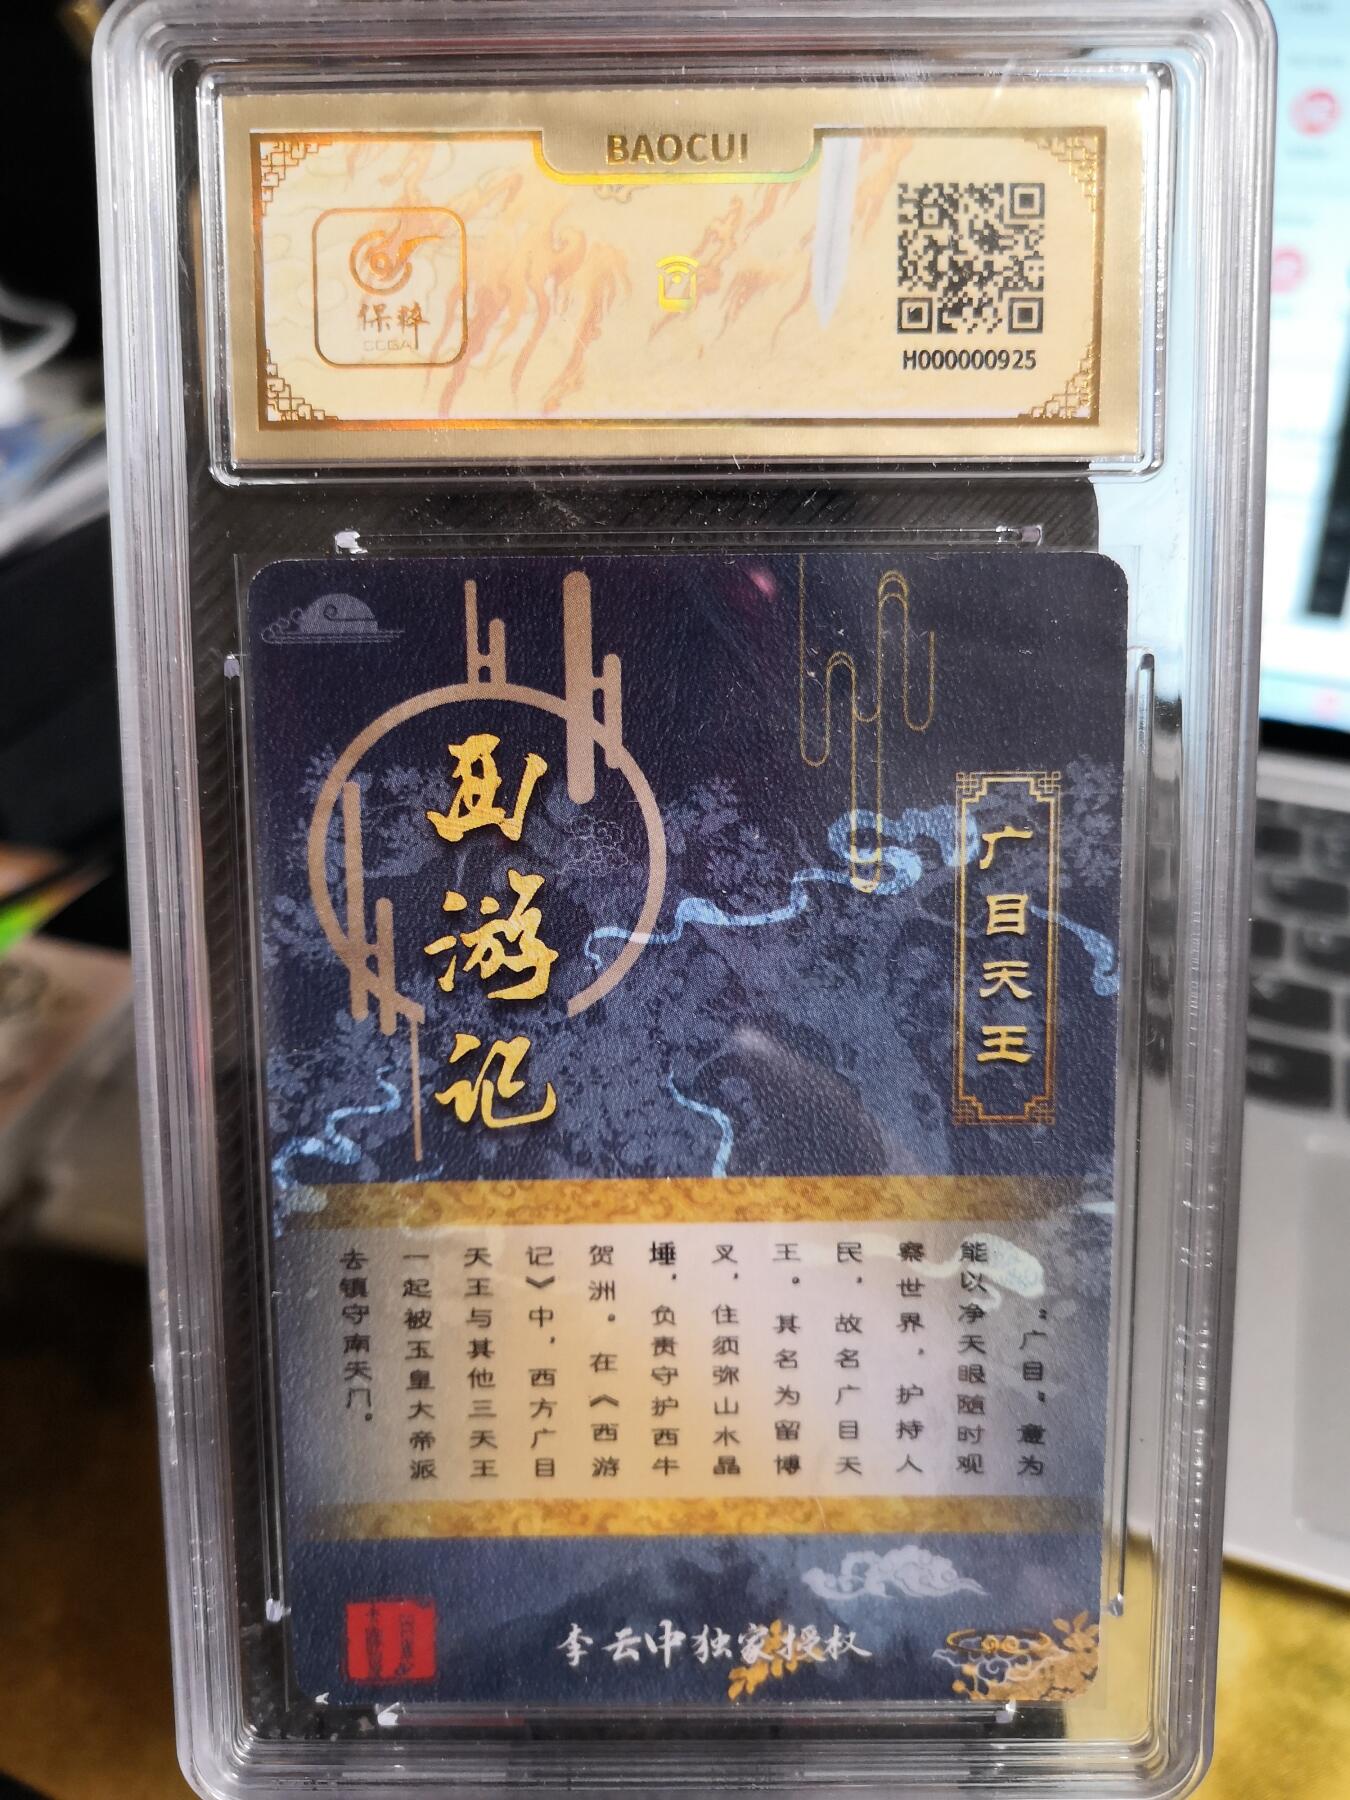 BAOCUI
保粹
CCGA
H000000925
西游记
广目天王
“广目”意为
能以净天眼随时观
察世界，护持人
民，故名广目天
王。其名为留博
叉，住须弥山水晶
埵，负责守护西牛
贺洲。在《西游
记》中，西方广目
天王与其他三天王
一起被玉皇大帝派
去镇守南天门。
李云中独家授权